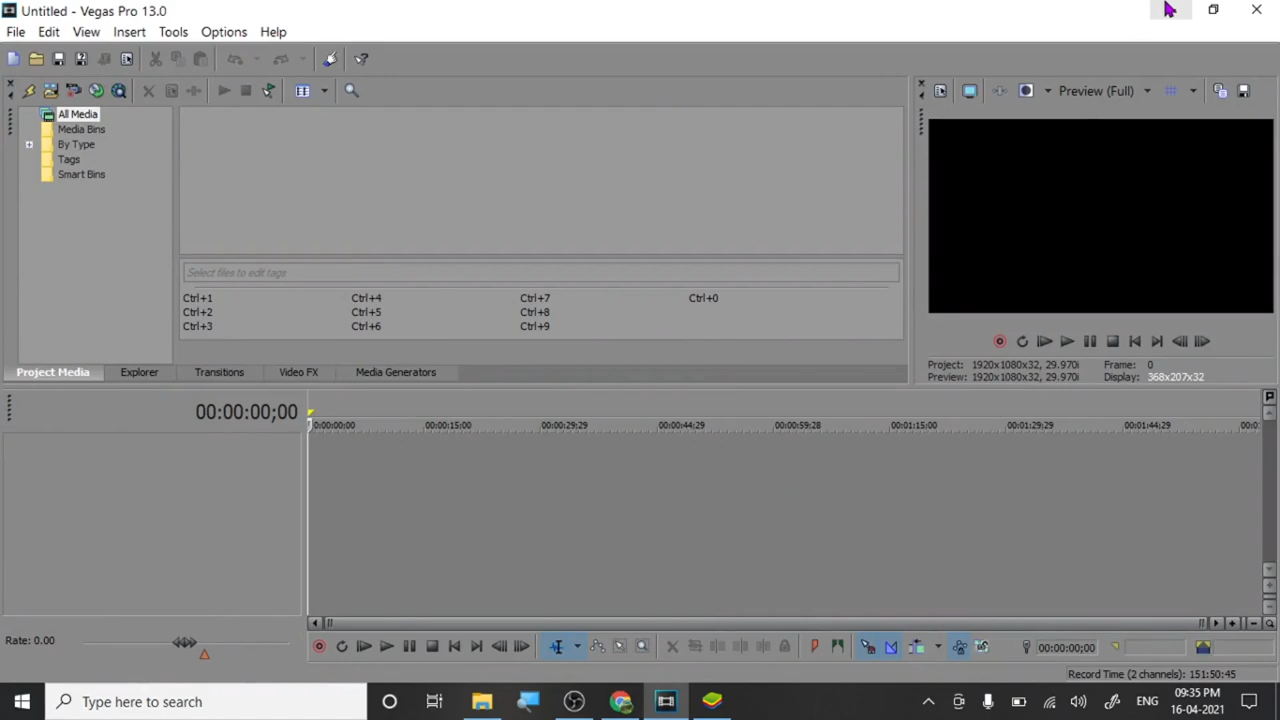 Untitled - Vegas Pro 13.0
File Edit View Insert Tools Options Help
Preview (Full)
All Media
Media Bins
By Type
Tags
Smart Bins
Select files to edit tags
Ctrl+1 Ctrl+4 Ctrl+7 Ctrl+0
Ctrl+2 Ctrl+5 Ctrl+8
Ctrl+3 Ctrl+6 Ctrl+9
Project: 1920x1080x32, 29.970i Frame: 0
Preview: 1920x1080x32, 29.970i Display: 368x207x32
Project Media Explorer Transitions Video FX Media Generators
00:00:00;00
0:00:00:00 00:00:15:00 00:00:29:29 00:00:44:29 00:00:59:28 00:01:15:00 00:01:29:29 00:01:44:29 00:0
Rate: 0.00
00:00:00;00
Record Time (2 channels): 151:50:45
Type here to search
ENG
09:35 PM
16-04-2021